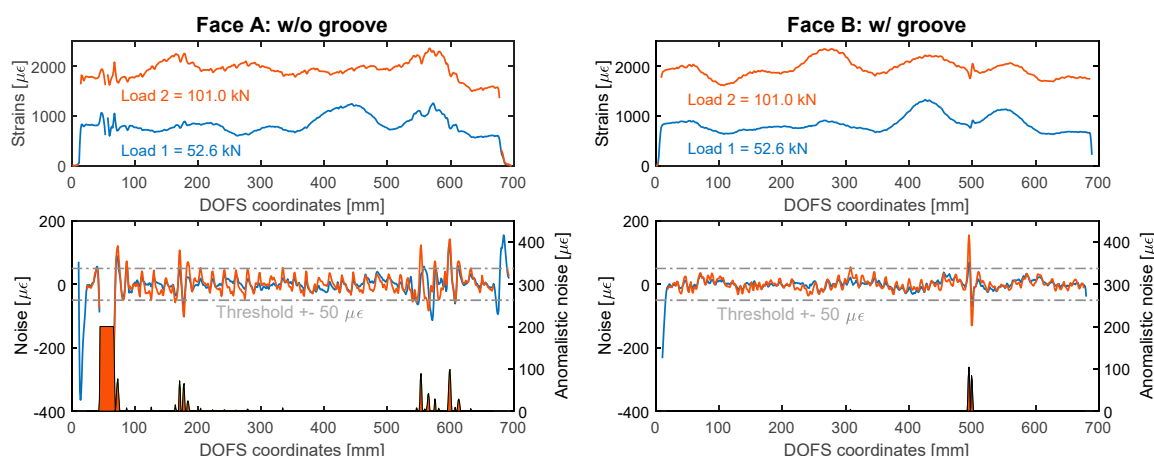 Face A: w/o groove
Strains [με]
2000
1000
0
Load 2 = 101.0 kN
Load 1 = 52.6 kN
0 100 200 300 400 500 600 700
DOFS coordinates [mm]
Face B: w/ groove
Strains [με]
2000
1000
0
Load 2 = 101.0 kN
Load 1 = 52.6 kN
0 100 200 300 400 500 600 700
DOFS coordinates [mm]
Noise [με]
200
0
-200
-400
Threshold +- 50 με
400
300
200
100
0
Anomalistic noise [με]
0 100 200 300 400 500 600 700
DOFS coordinates [mm]
Noise [με]
200
0
-200
-400
Threshold +- 50 με
400
300
200
100
0
Anomalistic noise [με]
0 100 200 300 400 500 600 700
DOFS coordinates [mm]